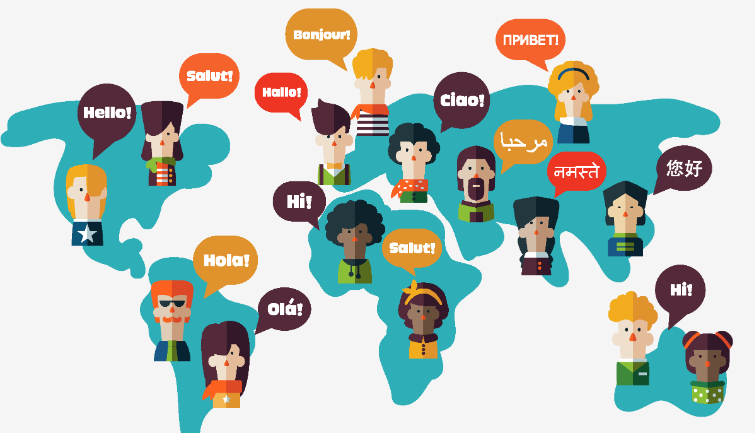 Bonjour!
ПРИВЕТ!
Salut!
Hallo!
Ciao!
Hello!
مرحبا
नमस्ते
您好
Hi!
Salut!
Hola!
Olá!
Hi!